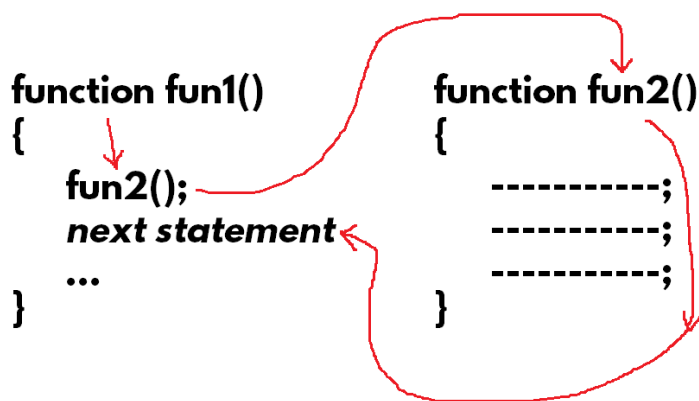 function fun1()
{
fun2();
next statement
...
}
function fun2()
{
-----------;
-----------;
-----------;
}